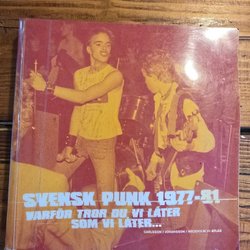 SVENSK PUNK 1977-81
VARFÖR TROR DU VI LÅTER
SOM VI LÅTER...